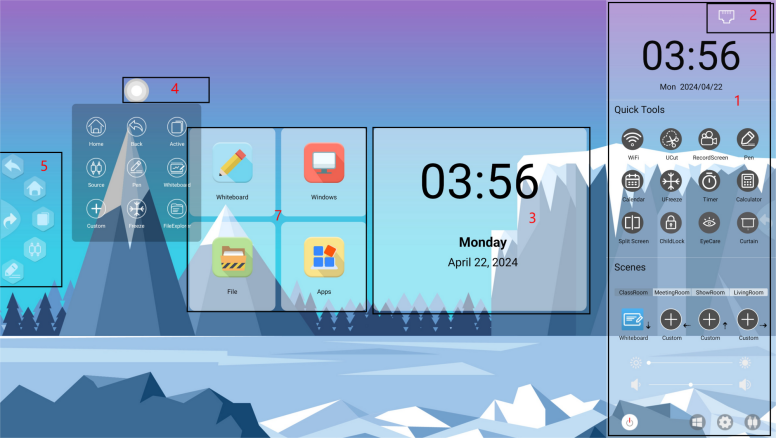 2
03:56
Mon 2024/04/22
1
Quick Tools
WiFi UCut RecordScreen Pen
Calendar UFreeze Timer Calculator
Split Screen ChildLock EyeCare Curtain
Scenes
ClassRoom MeetingRoom ShowRoom LivingRoom
Whiteboard Custom Custom Custom
4
Home Back Active
Source Pen Whiteboard
Custom Freeze FileExplorer
5
Whiteboard Windows
7
File Apps
03:56
3
Monday
April 22, 2024